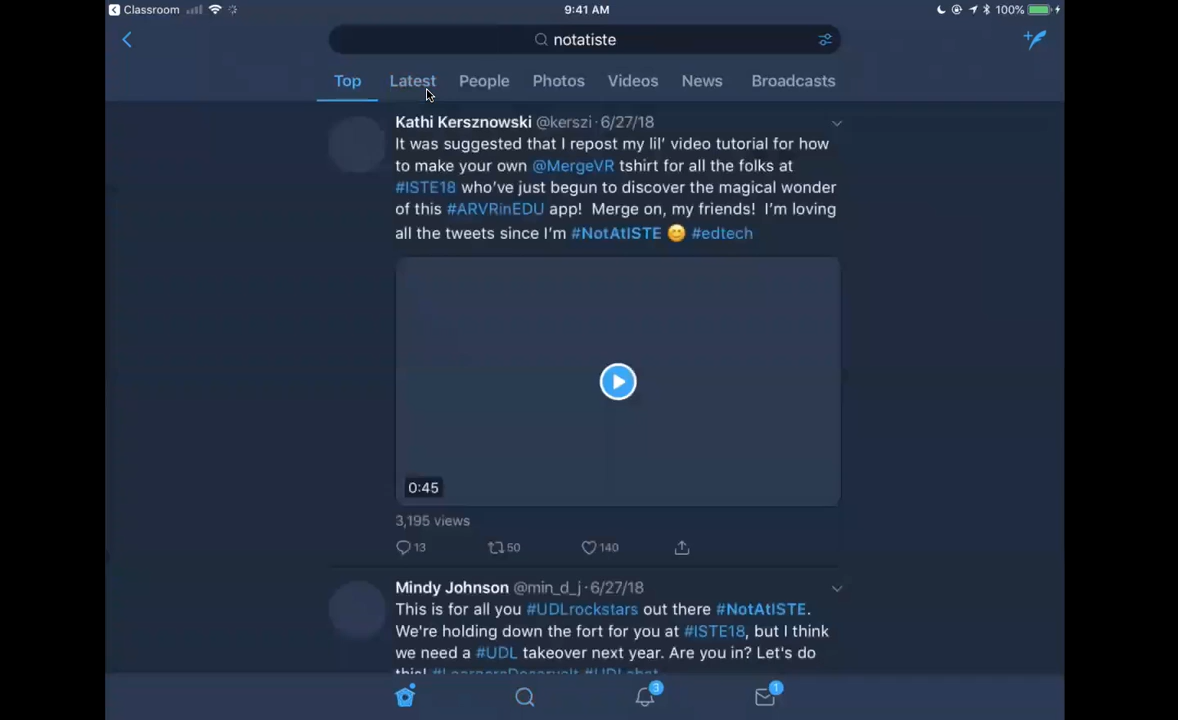 Classroom 9:41 AM 100%
notatiste
Top Latest People Photos Videos News Broadcasts
Kathi Kersznowski @kerszi · 6/27/18
It was suggested that I repost my lil' video tutorial for how
to make your own @MergeVR tshirt for all the folks at
#ISTE18 who've just begun to discover the magical wonder
of this #ARVRinEDU app! Merge on, my friends! I'm loving
all the tweets since I'm #NotAtISTE 😊 #edtech
0:45
3,195 views
13 50 140
Mindy Johnson @min_d_j · 6/27/18
This is for all you #UDLrockstars out there #NotAtISTE.
We're holding down the fort for you at #ISTE18, but I think
we need a #UDL takeover next year. Are you in? Let's do
this!
3 1